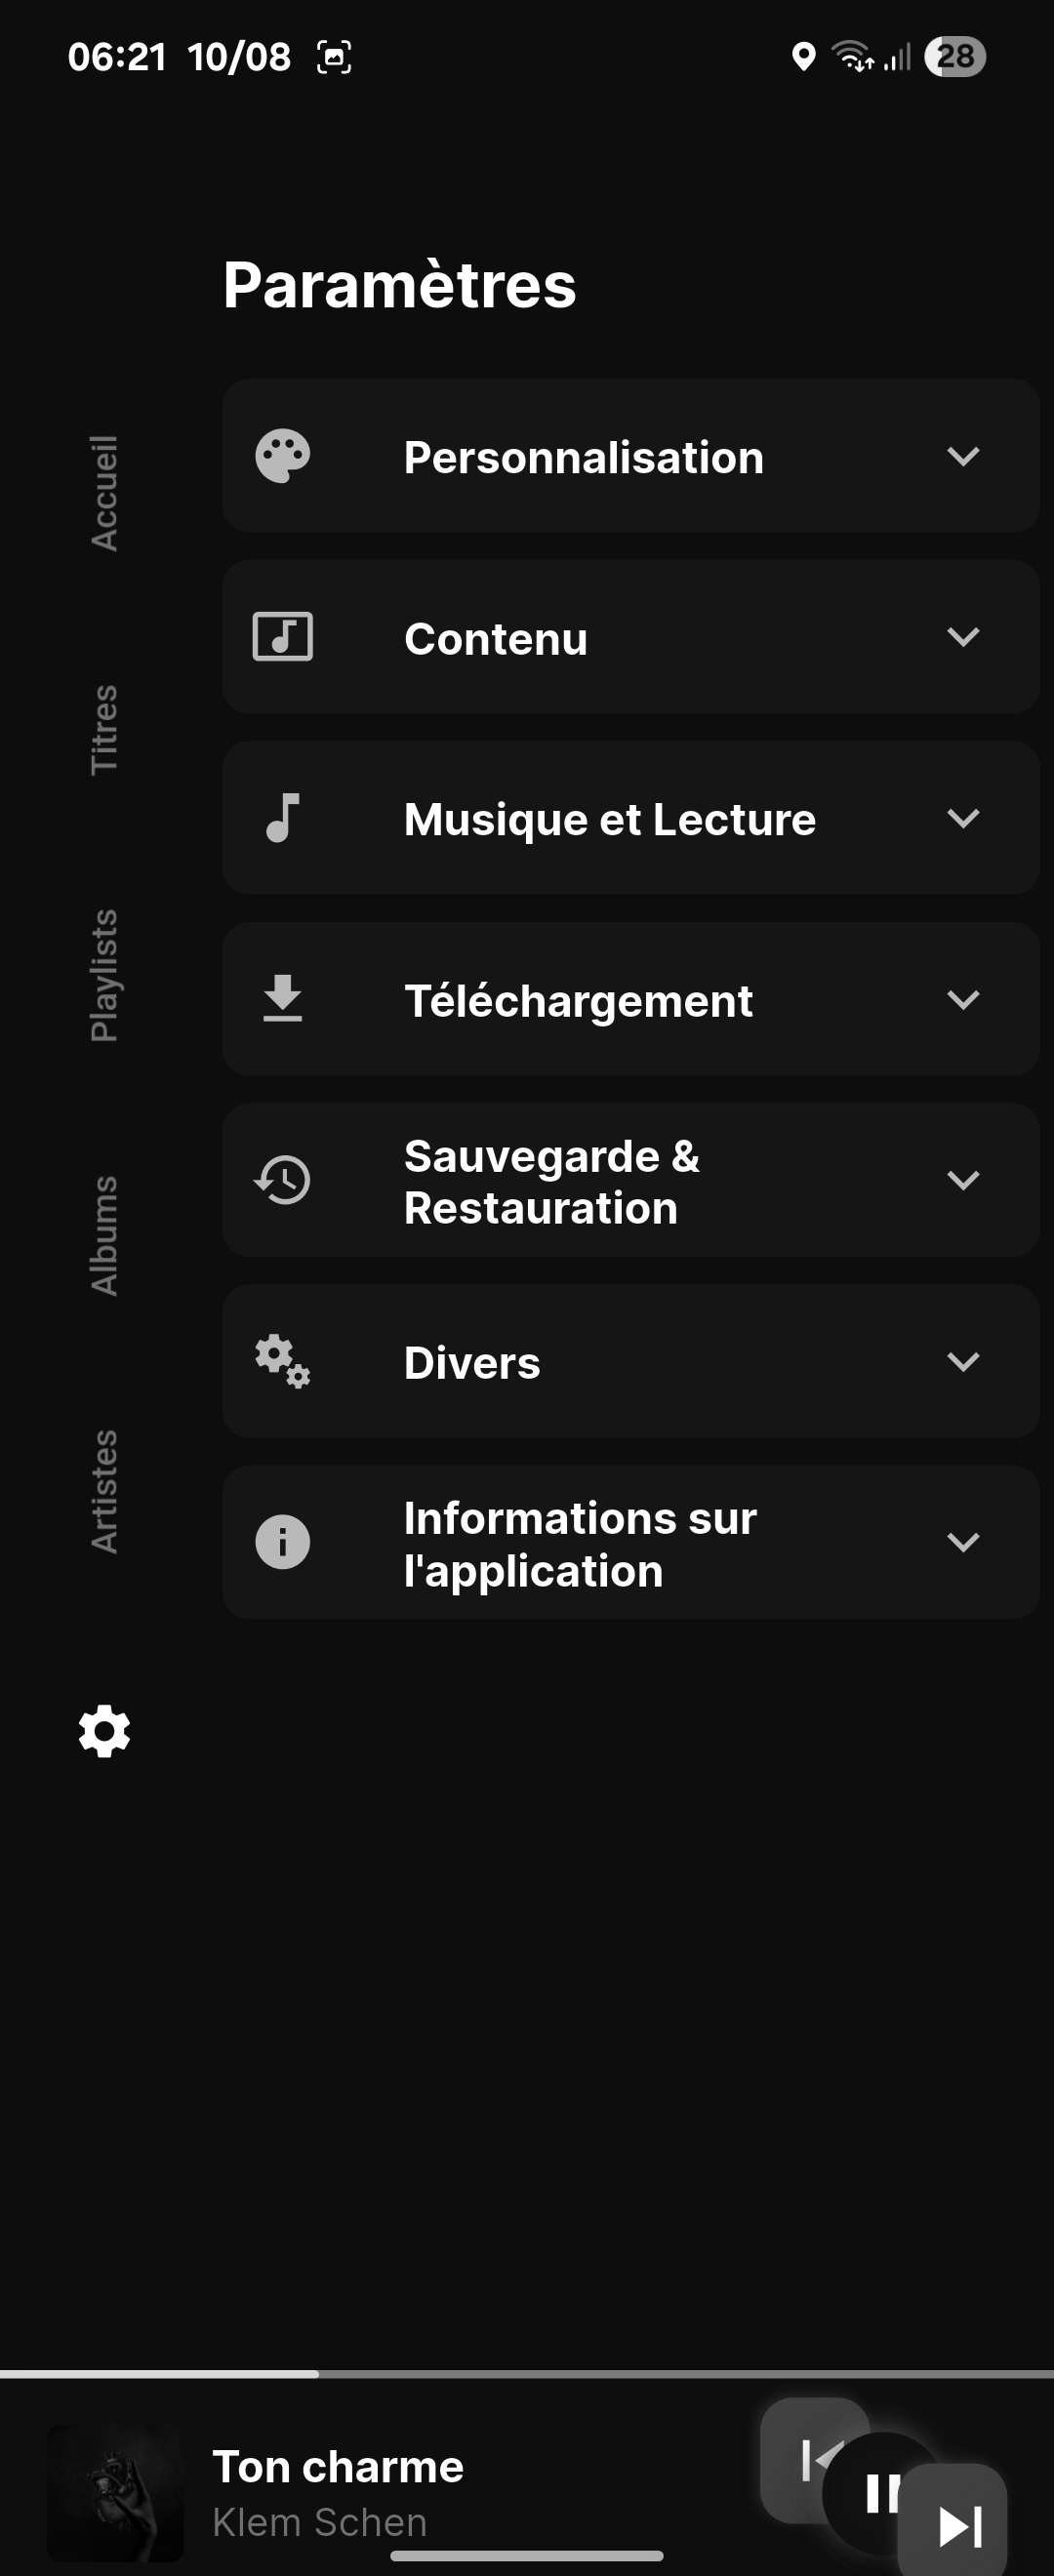 06:21 10/08
28
Paramètres
Accueil
Titres
Playlists
Albums
Artistes
Personnalisation
Contenu
Musique et Lecture
Téléchargement
Sauvegarde &
Restauration
Divers
Informations sur
l'application
Ton charme
Klem Schen